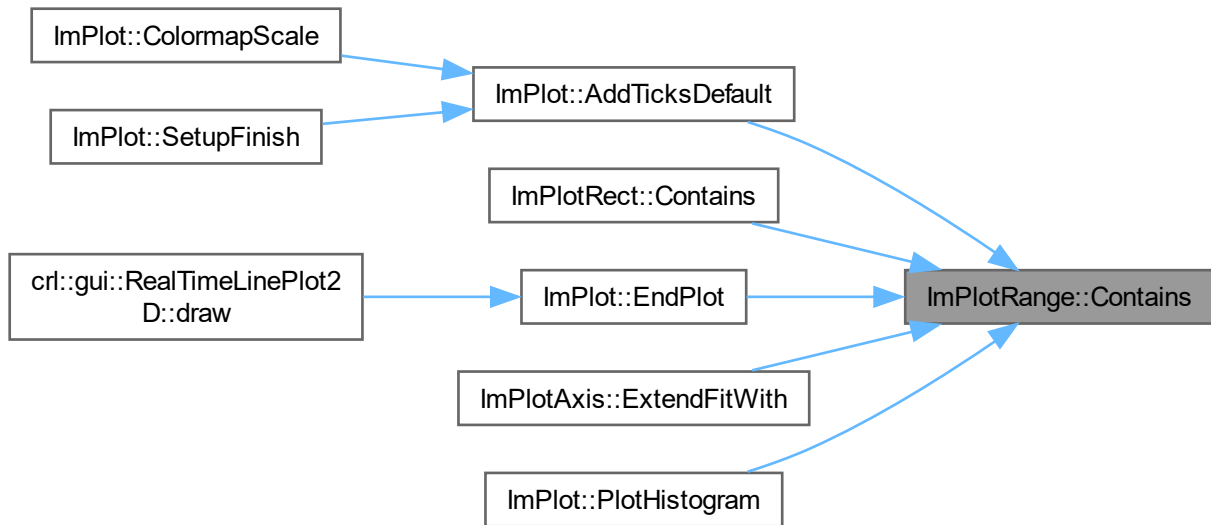 ImPlot::ColormapScale
ImPlot::AddTicksDefault
ImPlot::SetupFinish
ImPlotRect::Contains
crl::gui::RealTimeLinePlot2
D::draw
ImPlot::EndPlot
ImPlotRange::Contains
ImPlotAxis::ExtendFitWith
ImPlot::PlotHistogram